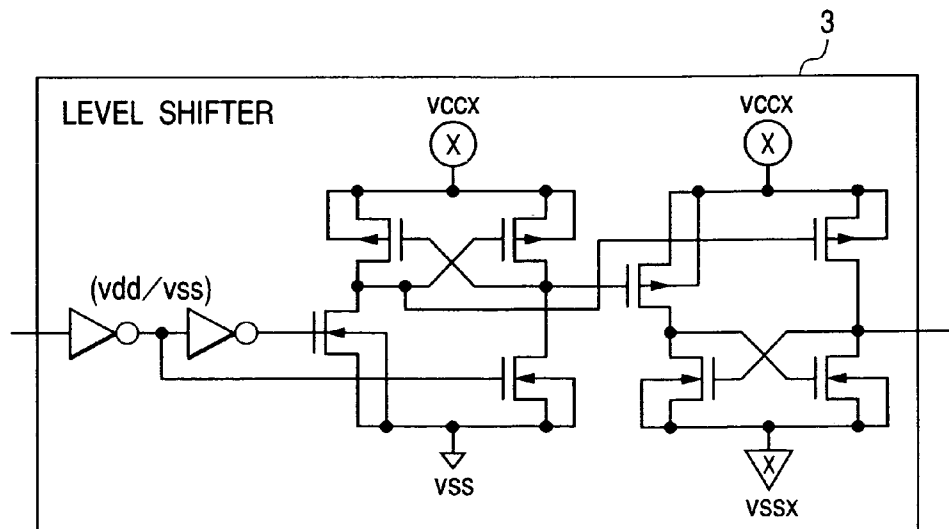 3
LEVEL SHIFTER
VCCX
X
VCCX
X
(vdd/vss)
VSS
X
VSSX